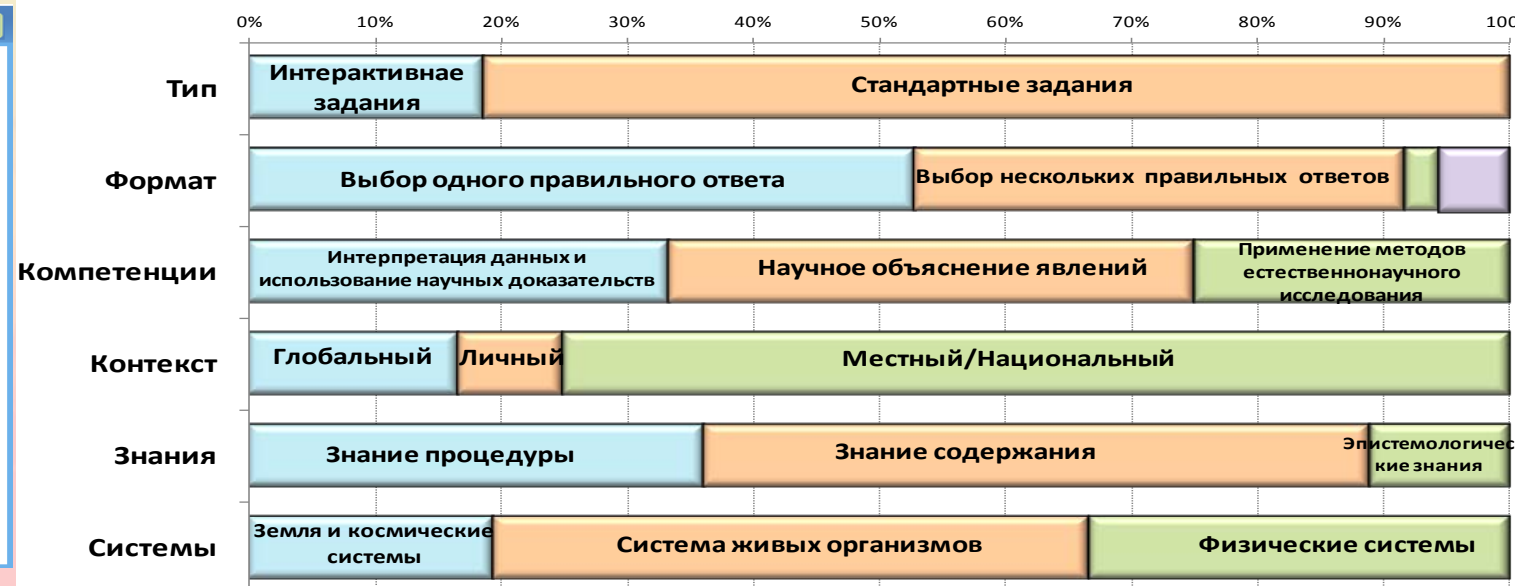 0% 10% 20% 30% 40% 50% 60% 70% 80% 90% 100
Тип
Интерактивнае
задания
Стандартные задания
Формат
Выбор одного правильного ответа
Выбор нескольких правильных ответов
Компетенции
Интерпретация данных и
использование научных доказательств
Научное объяснение явлений
Применение методов
естественнонаучного
исследования
Контекст
Глобальный
Личный
Местный/Национальный
Знания
Знание процедуры
Знание содержания
Эпистемологичес
кие знания
Системы
Земля и космические
системы
Система живых организмов
Физические системы